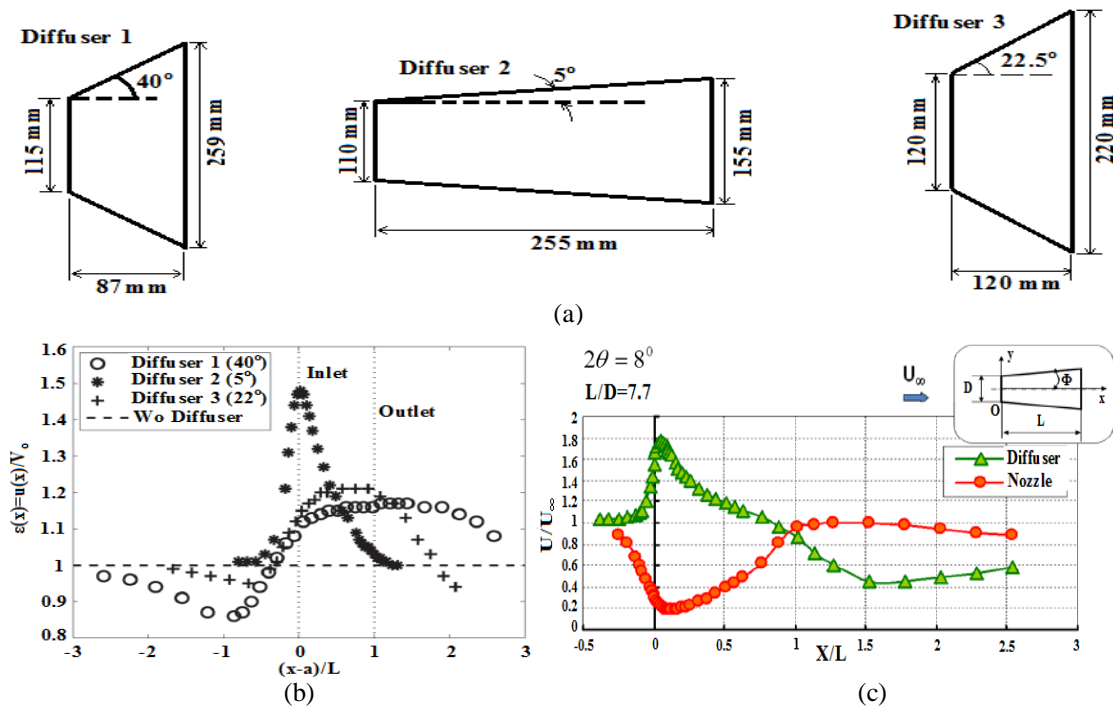 Diffuser 1
40°
115 mm
259 mm
87 mm
Diffuser 2
5°
110 mm
155 mm
255 mm
Diffuser 3
22.5°
120 mm
220 mm
120 mm
(a)
1.6
1.5
1.4
1.3
1.2
1.1
1
0.9
0.8
ε(x)=u(x)/V₀
Diffuser 1 (40°)
Diffuser 2 (5°)
Diffuser 3 (22°)
Wo Diffuser
Inlet
Outlet
-3 -2 -1 0 1 2 3
(x-a)/L
(b)
2θ = 8⁰
L/D=7.7
U∞
y
D
Φ
x
O
L
Diffuser
Nozzle
2
1.8
1.6
1.4
1.2
1
0.8
0.6
0.4
0.2
0
U/U∞
-0.5 0 0.5 1 1.5 2 2.5 3
X/L
(c)